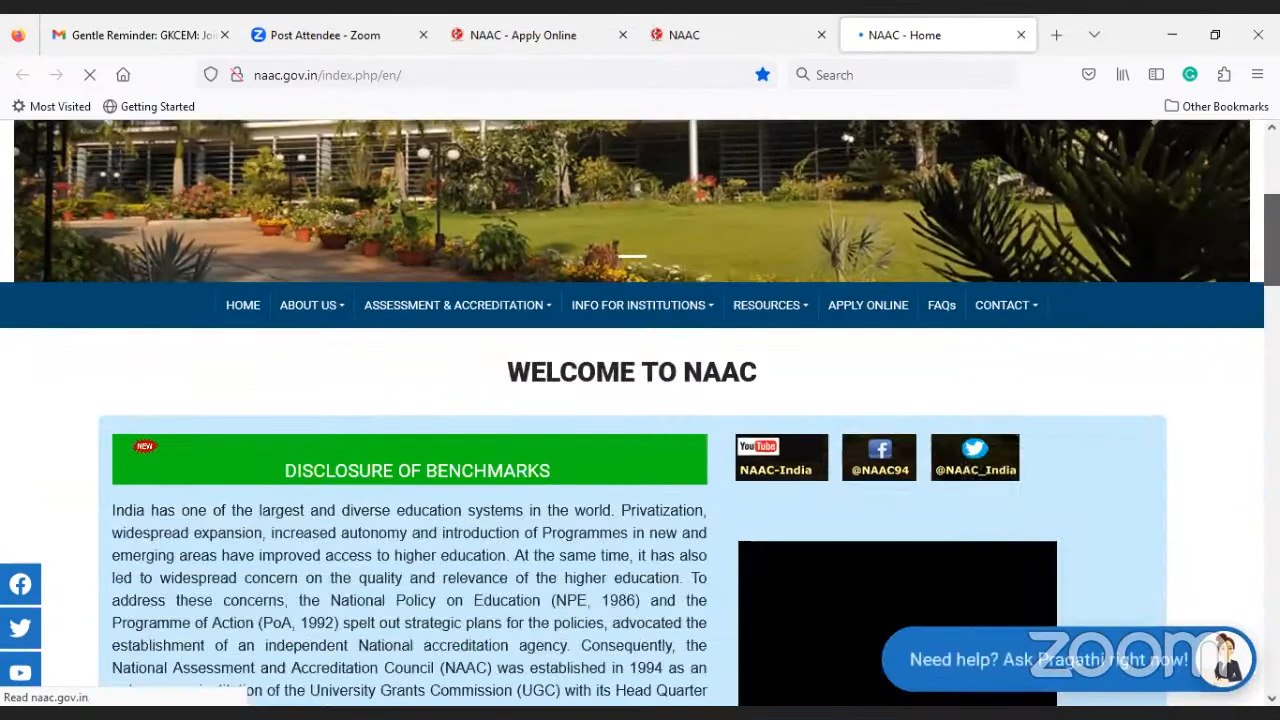 Gentle Reminder: GKCEM: Joi
Post Attendee - Zoom
NAAC - Apply Online
NAAC
NAAC - Home
naac.gov.in/index.php/en/
Search
Most Visited
Getting Started
Other Bookmarks
HOME
ABOUT US
ASSESSMENT & ACCREDITATION
INFO FOR INSTITUTIONS
RESOURCES
APPLY ONLINE
FAQs
CONTACT
WELCOME TO NAAC
NEW
DISCLOSURE OF BENCHMARKS
India has one of the largest and diverse education systems in the world. Privatization,
widespread expansion, increased autonomy and introduction of Programmes in new and
emerging areas have improved access to higher education. At the same time, it has also
led to widespread concern on the quality and relevance of the higher education. To
address these concerns, the National Policy on Education (NPE, 1986) and the
Programme of Action (PoA, 1992) spelt out strategic plans for the policies, advocated the
establishment of an independent National accreditation agency. Consequently, the
National Assessment and Accreditation Council (NAAC) was established in 1994 as an
of the University Grants Commission (UGC) with its Head Quarter
YouTube
NAAC-India
@NAAC94
@NAAC_India
Need help? Ask Pragathi right now!
zoom
Read naac.gov.in